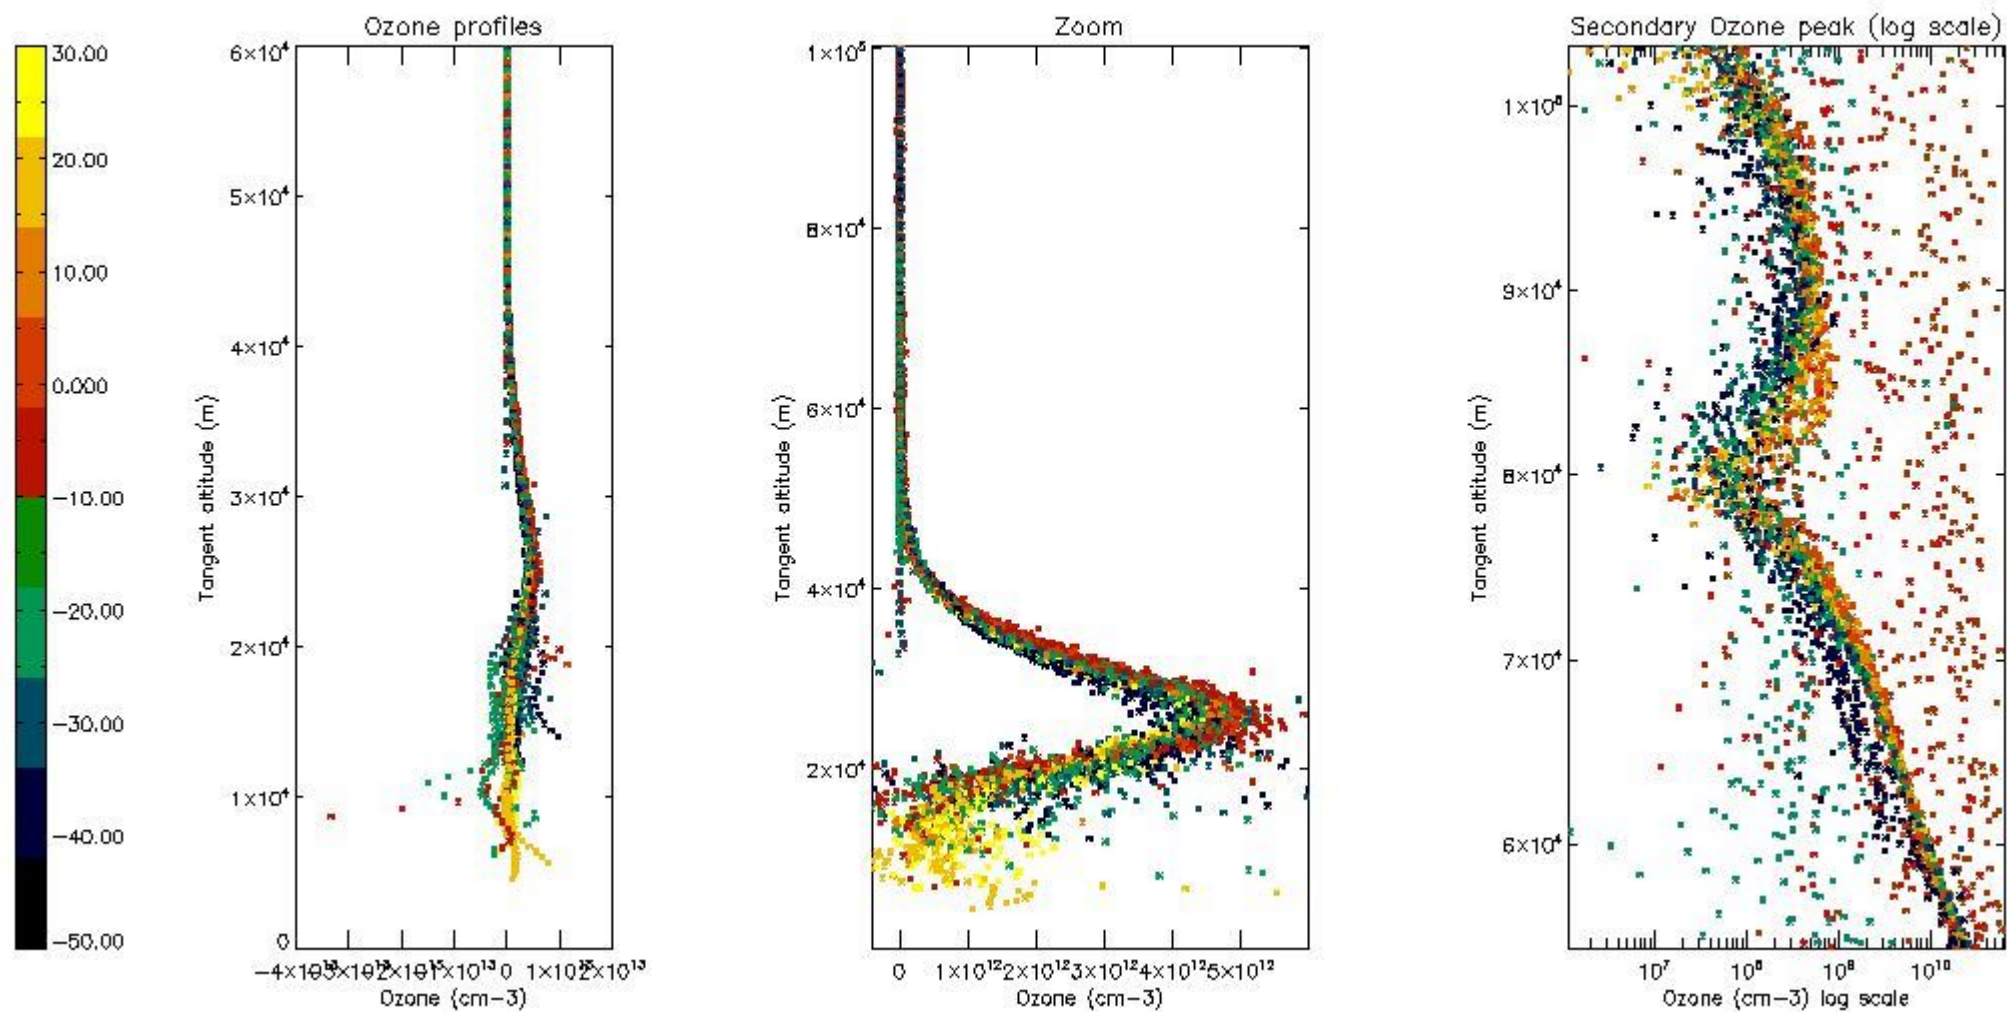 Ozone profiles
Zoom
Secondary Ozone peak (log scale)
30.00
20.00
10.00
0.00
−10.00
−20.00
−30.00
−40.00
−50.00
6×10⁴
5×10⁴
4×10⁴
3×10⁴
2×10⁴
1×10⁴
0
Tangent altitude (m)
0
Ozone (cm−3)
1×10⁵
8×10⁴
6×10⁴
4×10⁴
2×10⁴
Tangent altitude (m)
0 1×10¹² 2×10¹² 3×10¹² 4×10¹² 5×10¹²
Ozone (cm−3)
9×10⁴
8×10⁴
7×10⁴
6×10⁴
Tangent altitude (m)
10⁷ 10⁸ 10⁹ 10¹⁰
Ozone (cm−3) log scale